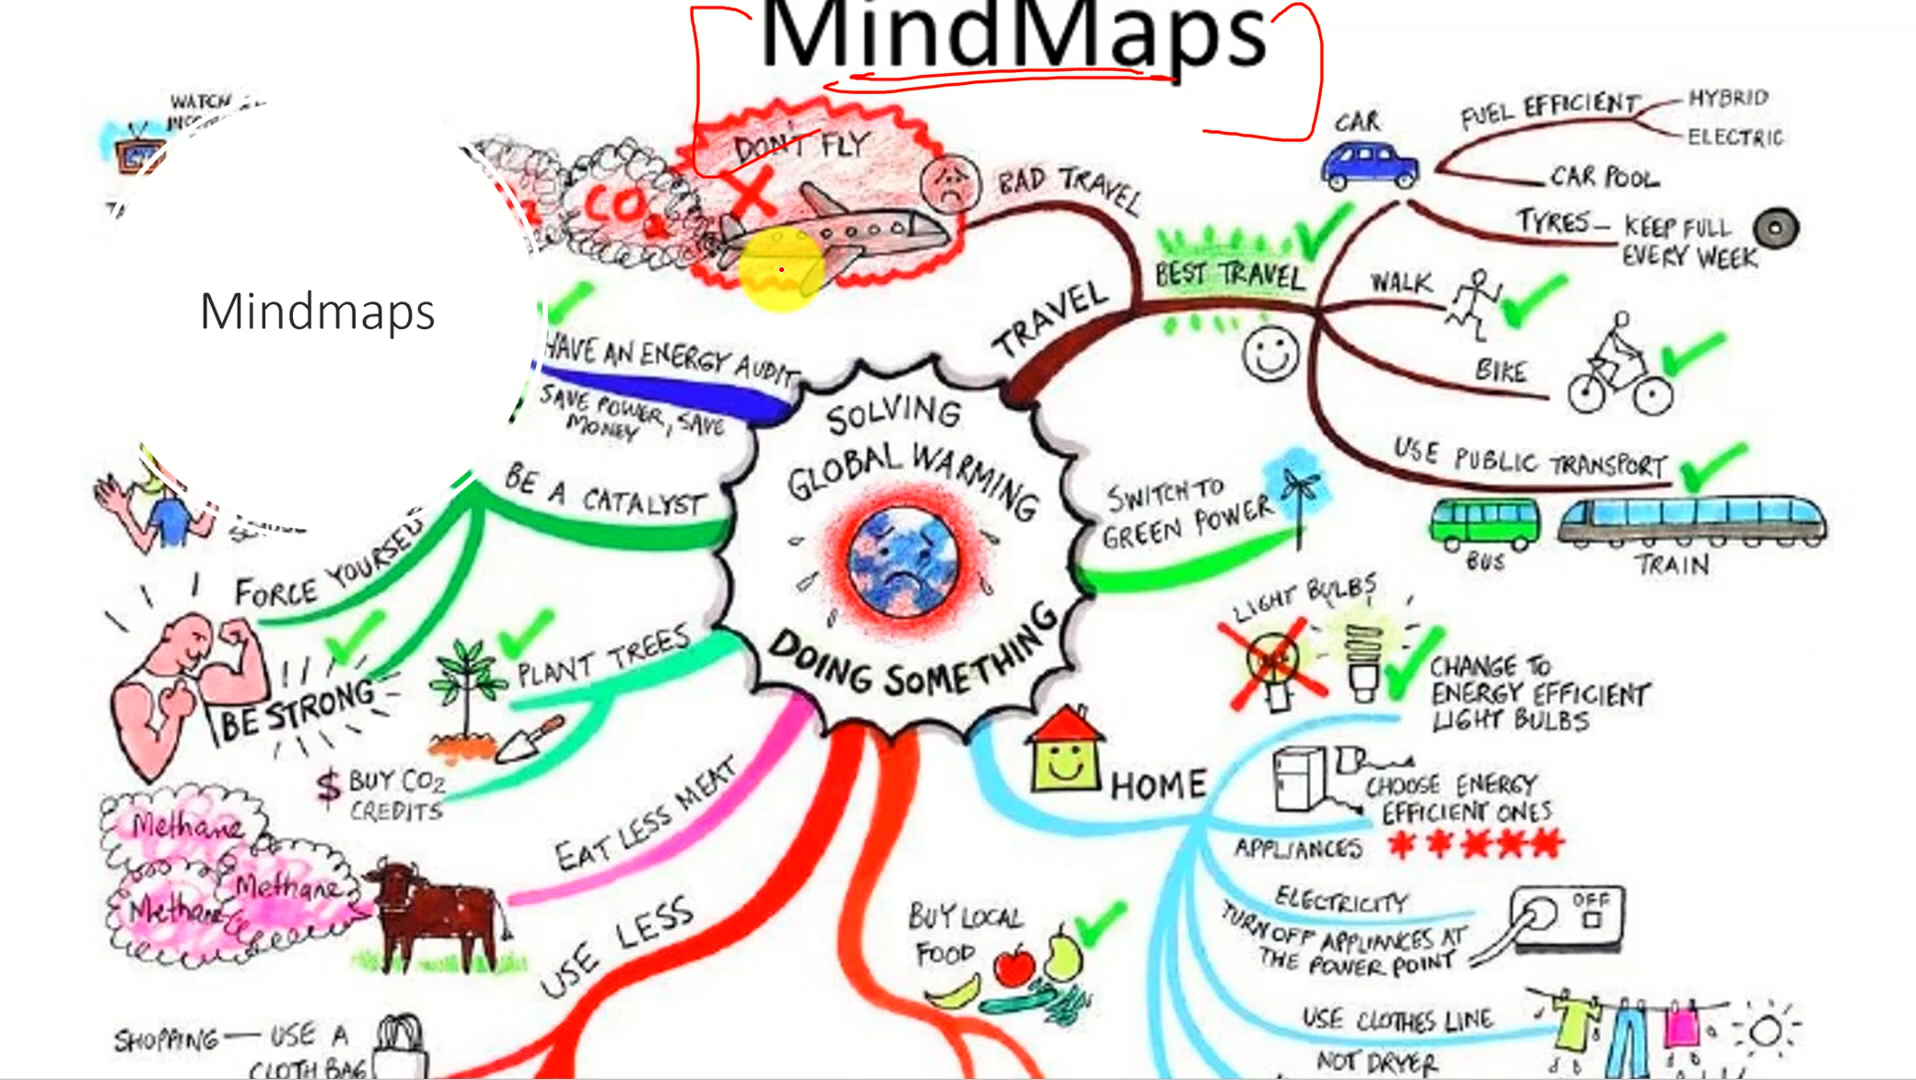 MindMaps
WATCH
DON'T FLY
BAD TRAVEL
CO2
CAR
FUEL EFFICIENT
HYBRID
ELECTRIC
CAR POOL
TYRES – KEEP FULL
EVERY WEEK
BEST TRAVEL
TRAVEL
WALK
BIKE
USE PUBLIC TRANSPORT
BUS
TRAIN
Mindmaps
HAVE AN ENERGY AUDIT
SAVE POWER, SAVE
MONEY
BE A CATALYST
FORCE YOURSELF
BE STRONG
SOLVING
GLOBAL WARMING
DOING SOMETHING
SWITCH TO
GREEN POWER
LIGHT BULBS
CHANGE TO
ENERGY EFFICIENT
LIGHT BULBS
PLANT TREES
$ BUY CO2
CREDITS
HOME
CHOOSE ENERGY
EFFICIENT ONES
APPLIANCES
ELECTRICITY
TURN OFF APPLIANCES AT
THE POWER POINT
OFF
Methane
Methane
Methane
EAT LESS MEAT
USE LESS
BUY LOCAL
FOOD
USE CLOTHES LINE
NOT DRYER
SHOPPING — USE A
CLOTH BAG